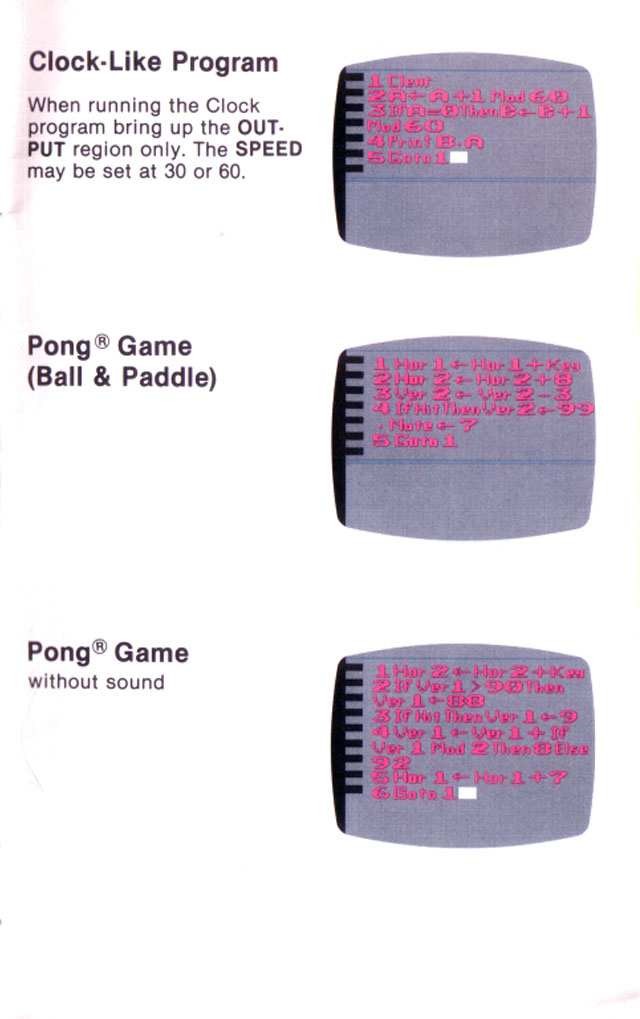 Clock-Like Program
When running the Clock
program bring up the OUT-
PUT region only. The SPEED
may be set at 30 or 60.
1 Clear
2 A ← A + 1 Mod 60
3 If A = 0 Then B ← B + 1
Mod 60
4 Print B, A
5 Goto 1
Pong® Game
(Ball & Paddle)
1 Hor 1 ← Hor 1 + Key
2 Hor 2 ← Hor 2 + 8
3 Ver 2 ← Ver 2 - 3
4 If Hit Then Ver 2 ← 99
, Note ← 7
5 Goto 1
Pong® Game
without sound
1 Hor 2 ← Hor 2 + Key
2 If Ver 1 > 90 Then
Ver 1 ← 88
3 If Hit Then Ver 1 ← 9
4 Ver 1 ← Ver 1 + If
Ver 1 Mod 2 Then 8 Else
92
5 Hor 1 ← Hor 1 + 7
6 Goto 1